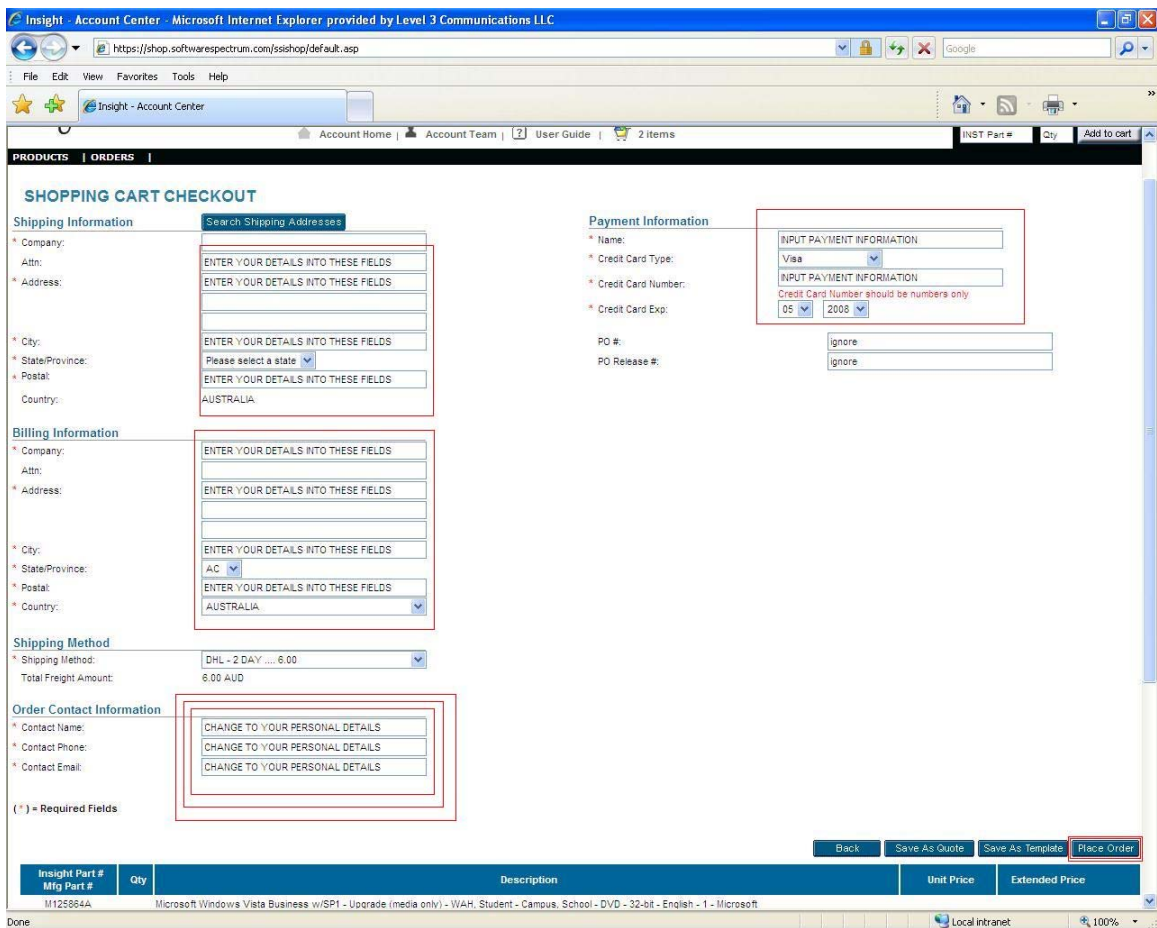 Insight - Account Center - Microsoft Internet Explorer provided by Level 3 Communications LLC
https://shop.softwarespectrum.com/ssishop/default.asp
Google
File Edit View Favorites Tools Help
Insight - Account Center
Account Home | Account Team | ? User Guide | 2 items
INST Part # Qty Add to cart
PRODUCTS | ORDERS |
SHOPPING CART CHECKOUT
Shipping Information Search Shipping Addresses
* Company:
Attn: ENTER YOUR DETAILS INTO THESE FIELDS
* Address: ENTER YOUR DETAILS INTO THESE FIELDS
* City: ENTER YOUR DETAILS INTO THESE FIELDS
* State/Province: Please select a state
* Postal: ENTER YOUR DETAILS INTO THESE FIELDS
Country: AUSTRALIA
Payment Information
* Name: INPUT PAYMENT INFORMATION
* Credit Card Type: Visa
* Credit Card Number: INPUT PAYMENT INFORMATION
Credit Card Number should be numbers only
* Credit Card Exp: 05 2008
PO #: ignore
PO Release #: ignore
Billing Information
* Company: ENTER YOUR DETAILS INTO THESE FIELDS
Attn:
* Address: ENTER YOUR DETAILS INTO THESE FIELDS
* City: ENTER YOUR DETAILS INTO THESE FIELDS
* State/Province: AC
* Postal: ENTER YOUR DETAILS INTO THESE FIELDS
* Country: AUSTRALIA
Shipping Method
* Shipping Method: DHL - 2 DAY .... 6.00
Total Freight Amount: 6.00 AUD
Order Contact Information
* Contact Name: CHANGE TO YOUR PERSONAL DETAILS
* Contact Phone: CHANGE TO YOUR PERSONAL DETAILS
* Contact Email: CHANGE TO YOUR PERSONAL DETAILS
( * ) = Required Fields
Back Save As Quote Save As Template Place Order
Insight Part # Mfg Part # Qty Description Unit Price Extended Price
M125864A Microsoft Windows Vista Business w/SP1 - Upgrade (media only) - WAH, Student - Campus, School - DVD - 32-bit - English - 1 - Microsoft
Done Local intranet 100%